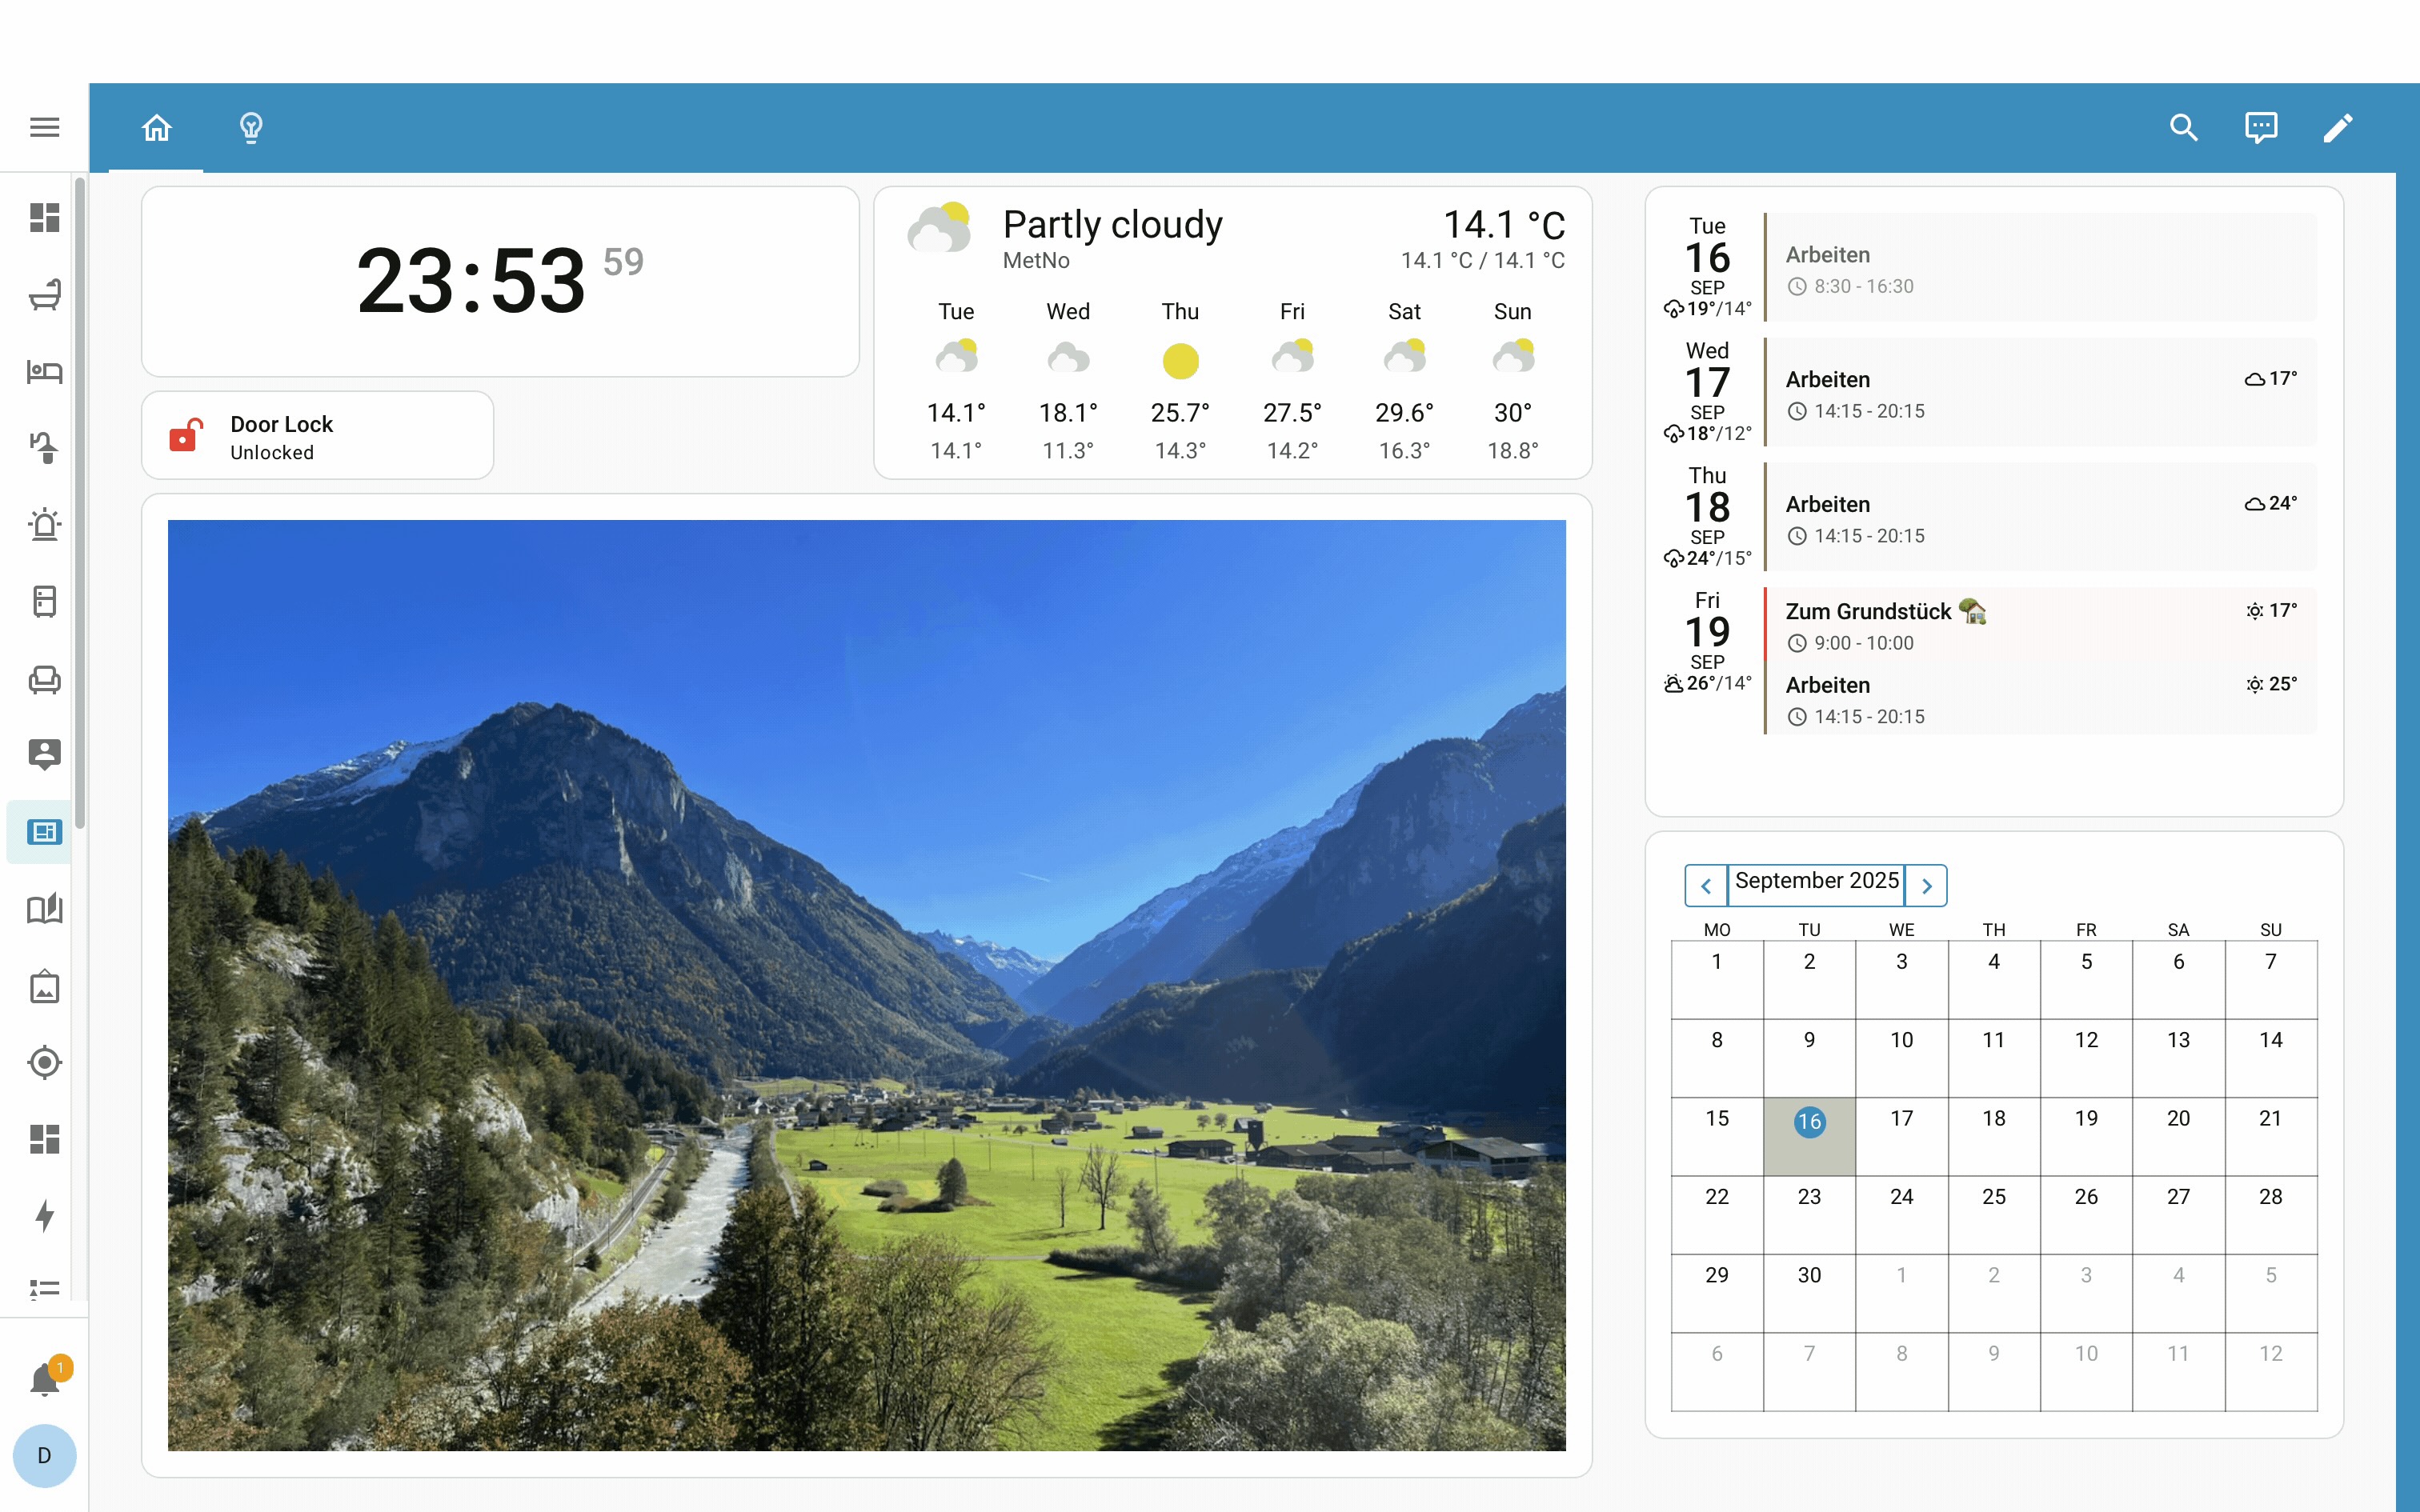 23:53 59
Door Lock
Unlocked
Partly cloudy 14.1 °C
MetNo 14.1 °C / 14.1 °C
Tue Wed Thu Fri Sat Sun
14.1° 18.1° 25.7° 27.5° 29.6° 30°
14.1° 11.3° 14.3° 14.2° 16.3° 18.8°
Tue
16
SEP
19°/14°
Arbeiten
8:30 - 16:30
Wed
17
SEP
18°/12°
Arbeiten 17°
14:15 - 20:15
Thu
18
SEP
24°/15°
Arbeiten 24°
14:15 - 20:15
Fri
19
SEP
26°/14°
Zum Grundstück 🏡 17°
9:00 - 10:00
Arbeiten 25°
14:15 - 20:15
September 2025
MO TU WE TH FR SA SU
1 2 3 4 5 6 7
8 9 10 11 12 13 14
15 16 17 18 19 20 21
22 23 24 25 26 27 28
29 30 1 2 3 4 5
6 7 8 9 10 11 12
1
D